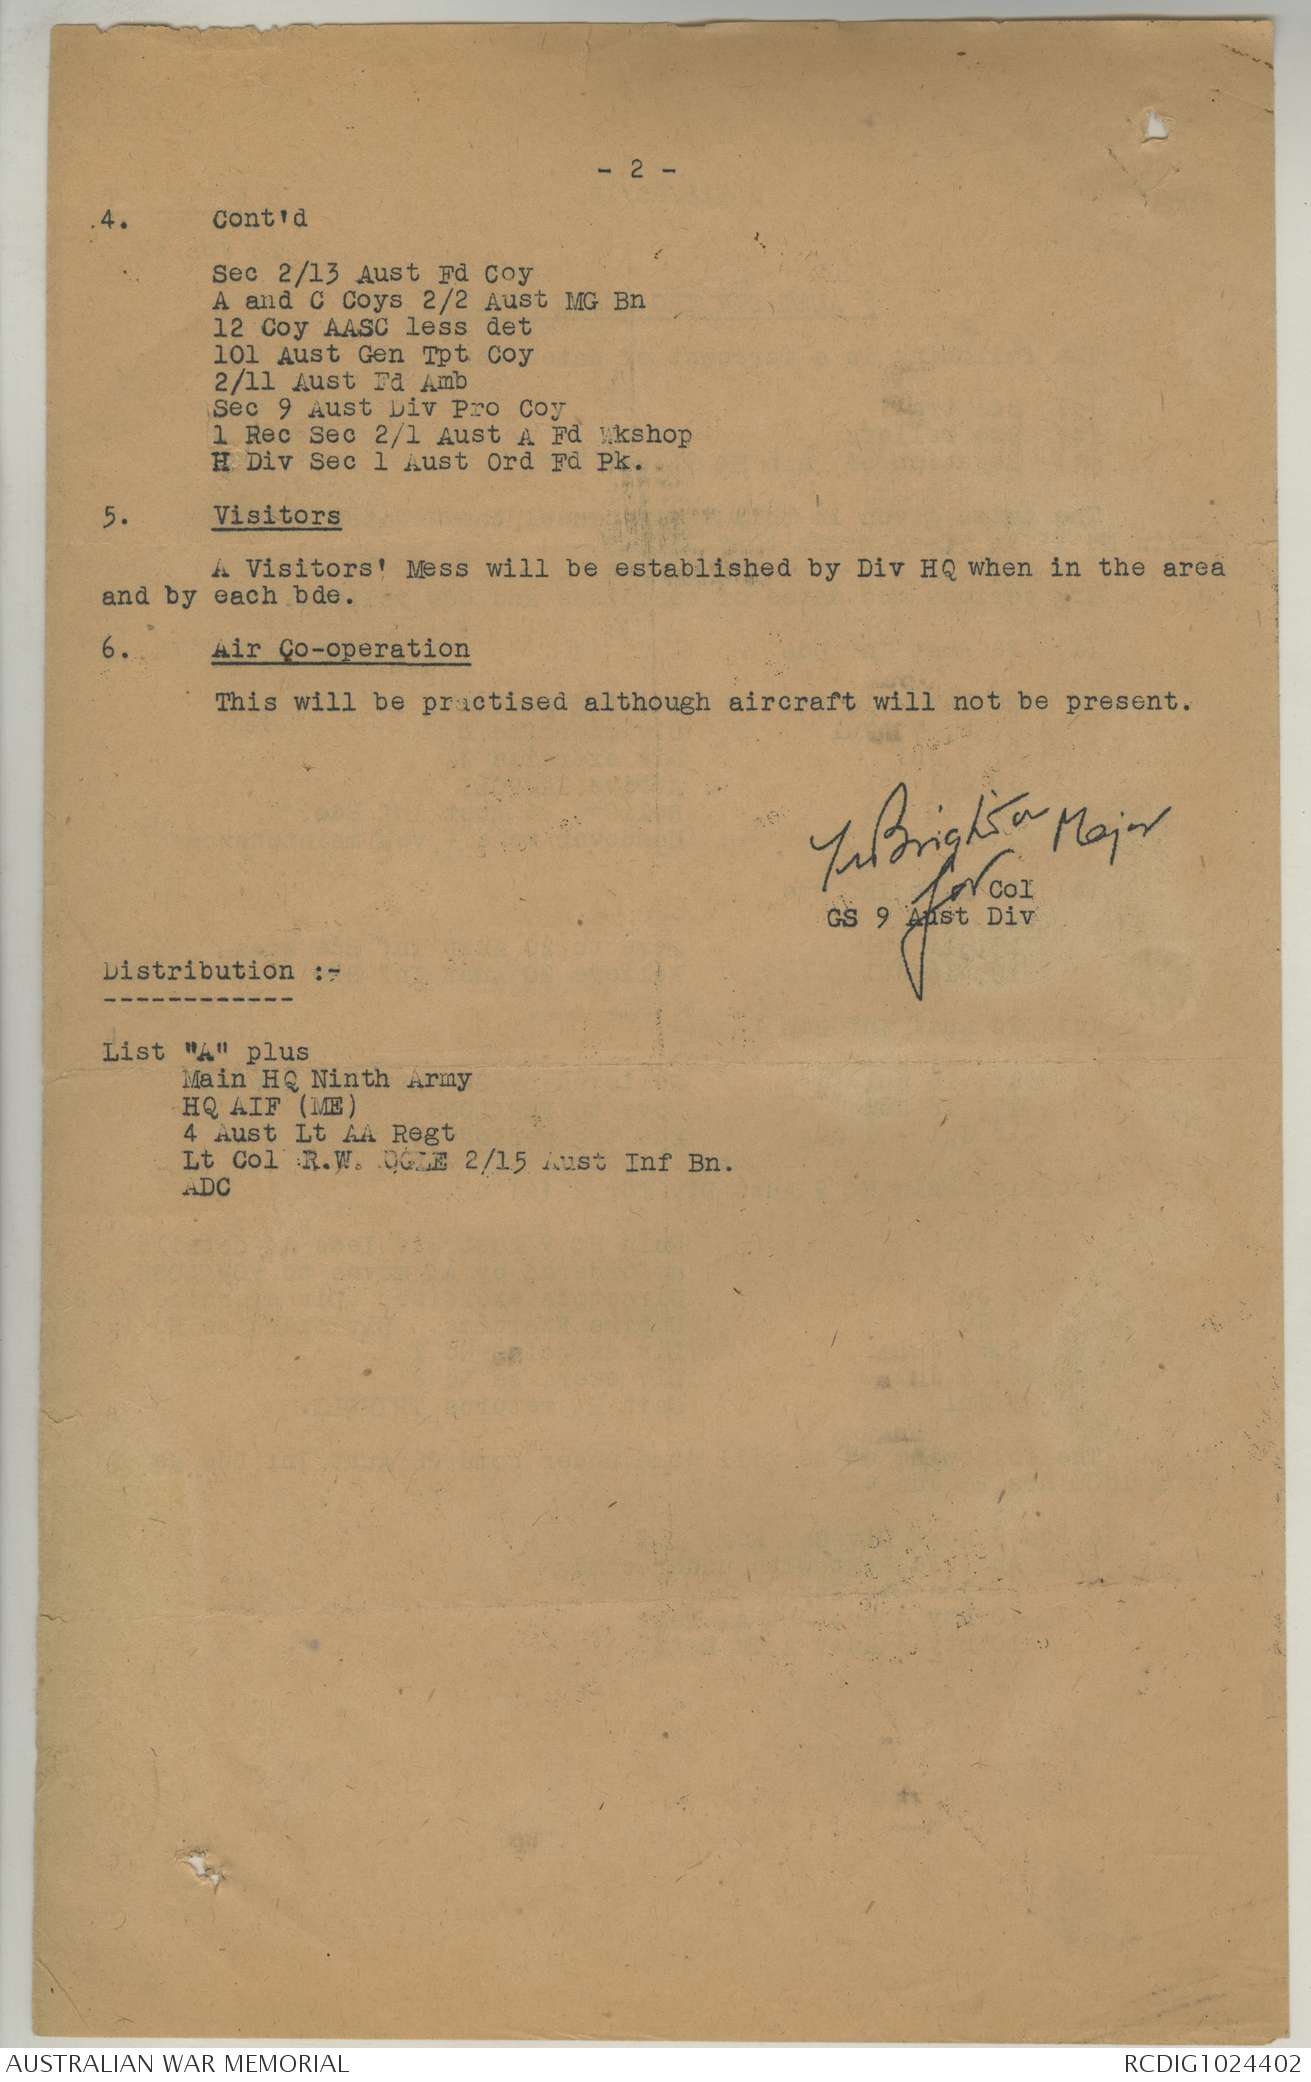 - 2 -
4. Cont'd
Sec 2/13 Aust Fd Coy
A and C Coys 2/2 Aust MG Bn
12 Coy AASC less det
101 Aust Gen Tpt Coy
2/11 Aust Fd Amb
Sec 9 Aust Div Pro Coy
1 Rec Sec 2/1 Aust A Fd Wkshop
H Div Sec 1 Aust Ord Fd Pk.
5. Visitors
A Visitors' Mess will be established by Div HQ when in the area
and by each bde.
6. Air Co-operation
This will be practised although aircraft will not be present.
Brighton Major
for Col
GS 9 Aust Div
Distribution :-
------------
List "A" plus
Main HQ Ninth Army
HQ AIF (ME)
4 Aust Lt AA Regt
Lt Col R.W. OGLE 2/15 Aust Inf Bn.
ADC
AUSTRALIAN WAR MEMORIAL
RCDIG1024402